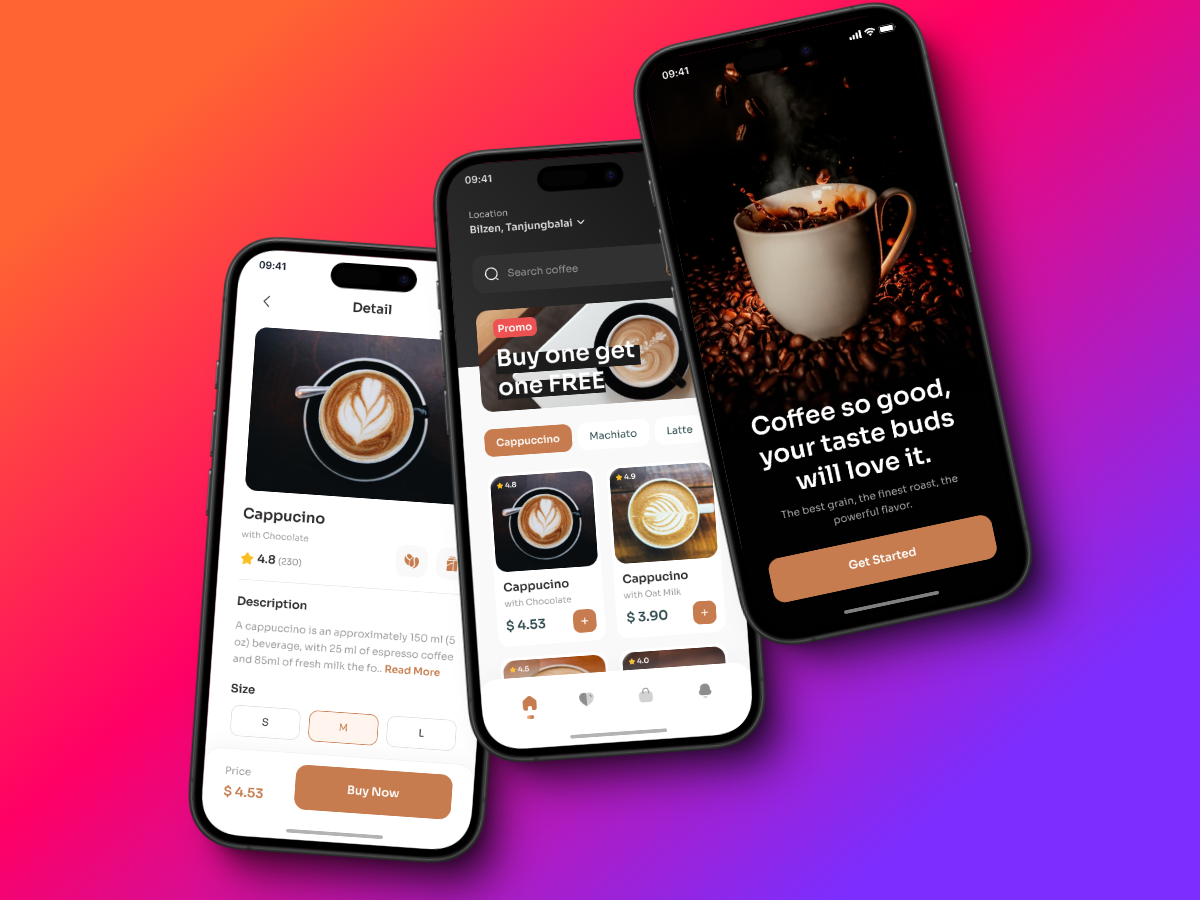 09:41
Detail
Cappucino
with Chocolate
4.8 (230)
Description
A cappuccino is an approximately 150 ml (5
oz) beverage, with 25 ml of espresso coffee
and 85ml of fresh milk the fo.. Read More
Size
S
M
L
Price
$ 4.53
Buy Now
09:41
Location
Bilzen, Tanjungbalai
Search coffee
Promo
Buy one get
one FREE
Cappuccino
Machiato
Latte
4.8
4.9
Cappucino
with Chocolate
$ 4.53
+
Cappucino
with Oat Milk
$ 3.90
+
4.5
4.0
09:41
Coffee so good,
your taste buds
will love it.
The best grain, the finest roast, the
powerful flavor.
Get Started